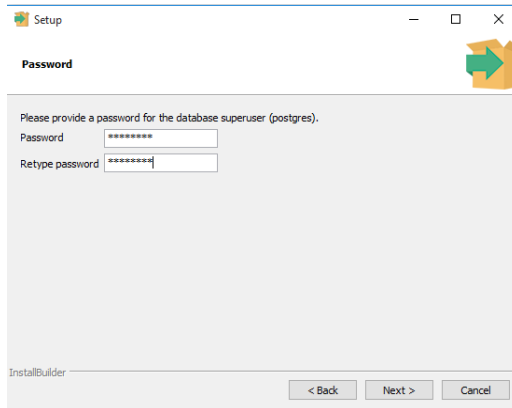 Setup
Password
Please provide a password for the database superuser (postgres).
Password ********
Retype password ********
InstallBuilder
< Back Next > Cancel